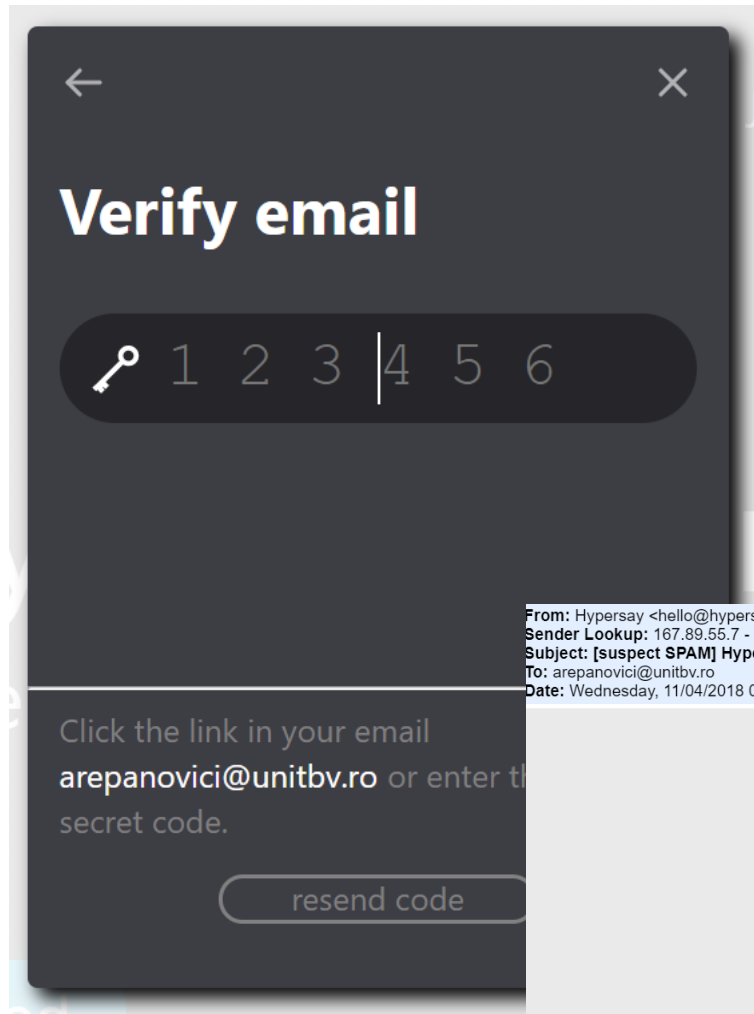 Verify email
1 2 3 4 5 6
Click the link in your email
arepanovici@unitbv.ro or enter
secret code.
resend code
From: Hypersay <hello@hypers
Sender Lookup: 167.89.55.7 -
Subject: [suspect SPAM] Hype
To: arepanovici@unitbv.ro
Date: Wednesday, 11/04/2018 0